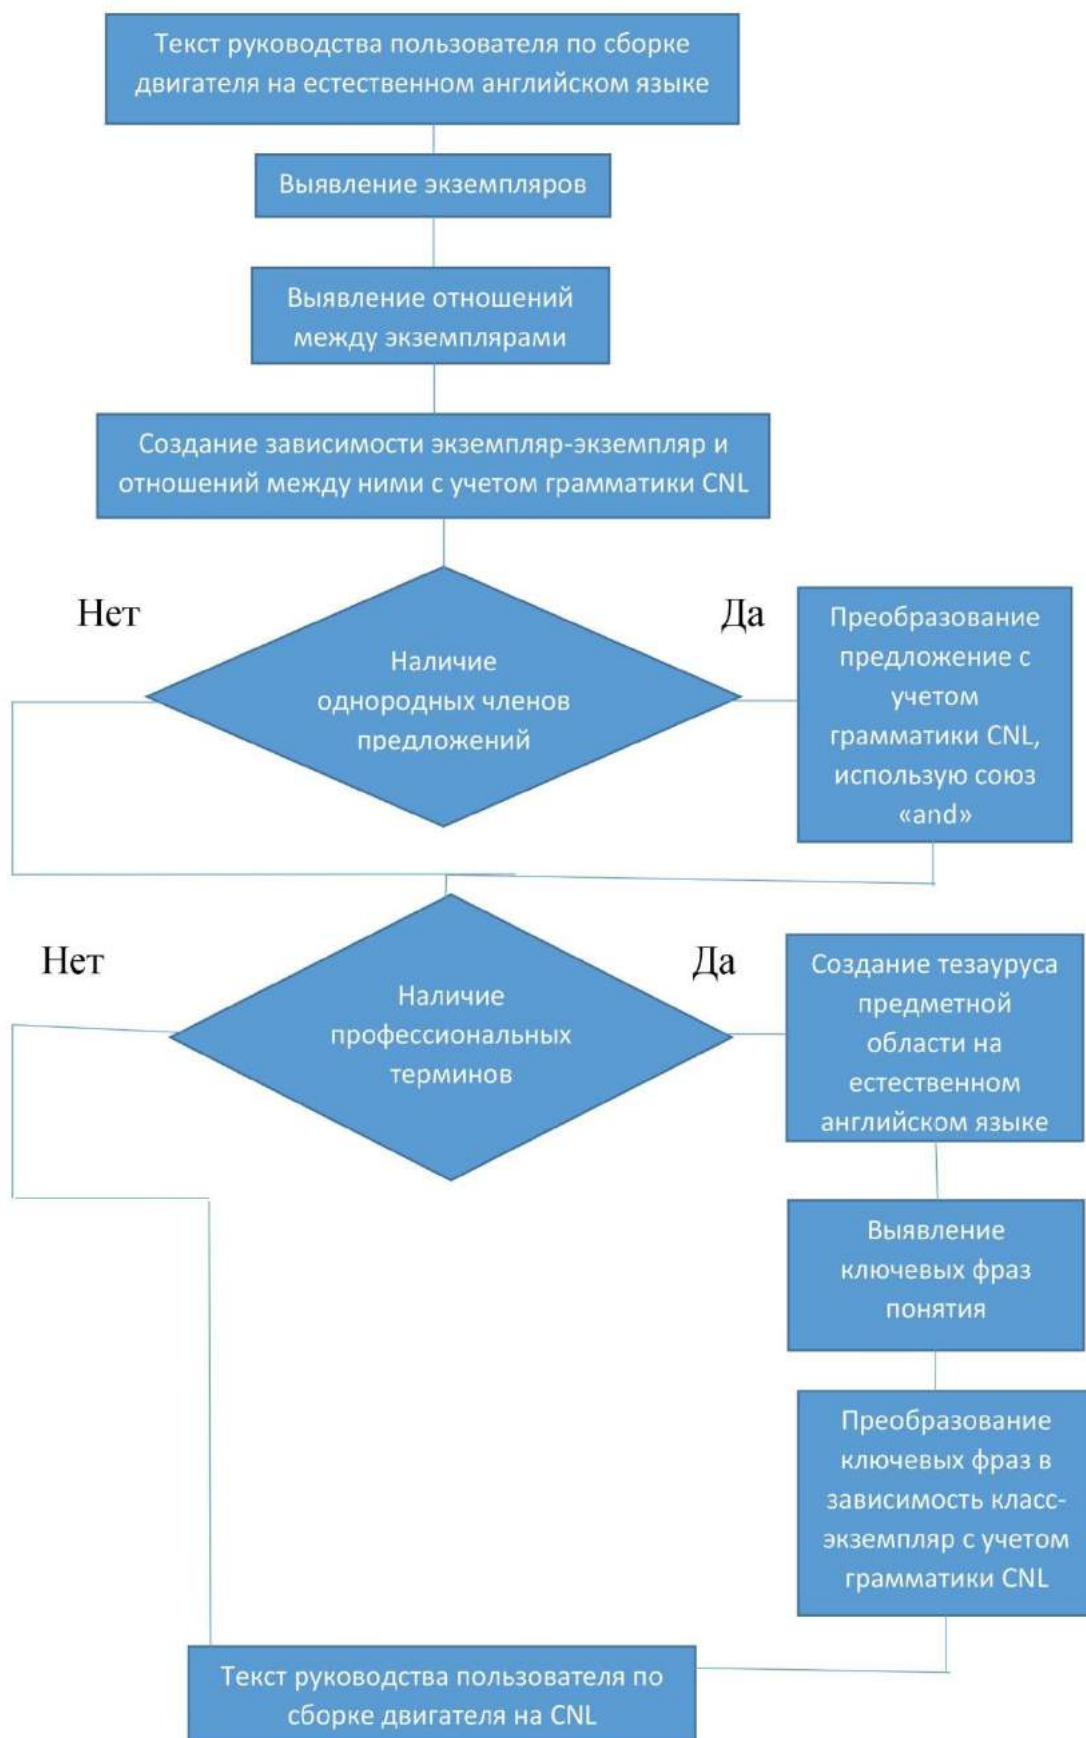 Текст руководства пользователя по сборке
двигателя на естественном английском языке
Выявление экземпляров
Выявление отношений
между экземплярами
Создание зависимости экземпляр-экземпляр и
отношений между ними с учетом грамматики CNL
Нет
Да
Наличие
однородных членов
предложений
Преобразование
предложение с
учетом
грамматики CNL,
использую союз
«and»
Нет
Да
Наличие
профессиональных
терминов
Создание тезауруса
предметной
области на
естественном
английском языке
Выявление
ключевых фраз
понятия
Преобразование
ключевых фраз в
зависимость класс-
экземпляр с учетом
грамматики CNL
Текст руководства пользователя по
сборке двигателя на CNL